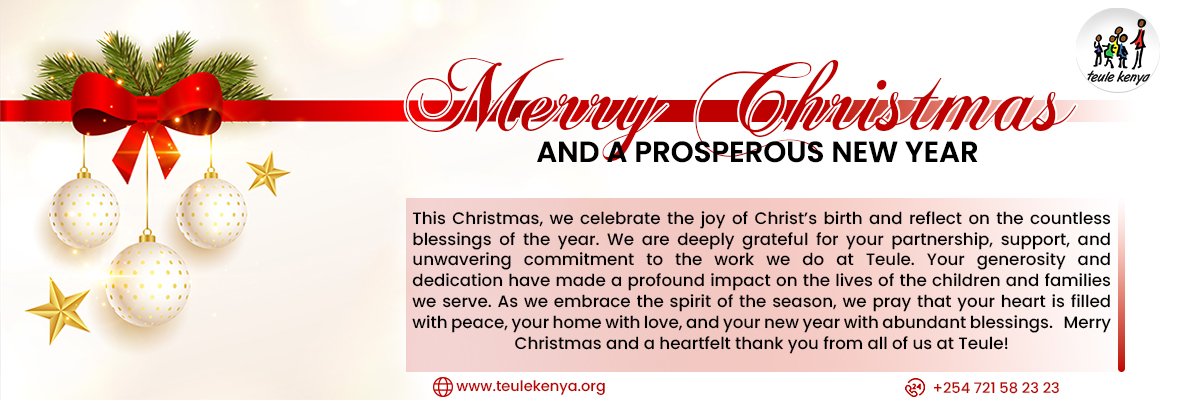 teule kenya
Merry Christmas
AND A PROSPEROUS NEW YEAR
This Christmas, we celebrate the joy of Christ’s birth and reflect on the countless
blessings of the year. We are deeply grateful for your partnership, support, and
unwavering commitment to the work we do at Teule. Your generosity and
dedication have made a profound impact on the lives of the children and families
we serve. As we embrace the spirit of the season, we pray that your heart is filled
with peace, your home with love, and your new year with abundant blessings. Merry
Christmas and a heartfelt thank you from all of us at Teule!
www.teulekenya.org
24 +254 721 58 23 23